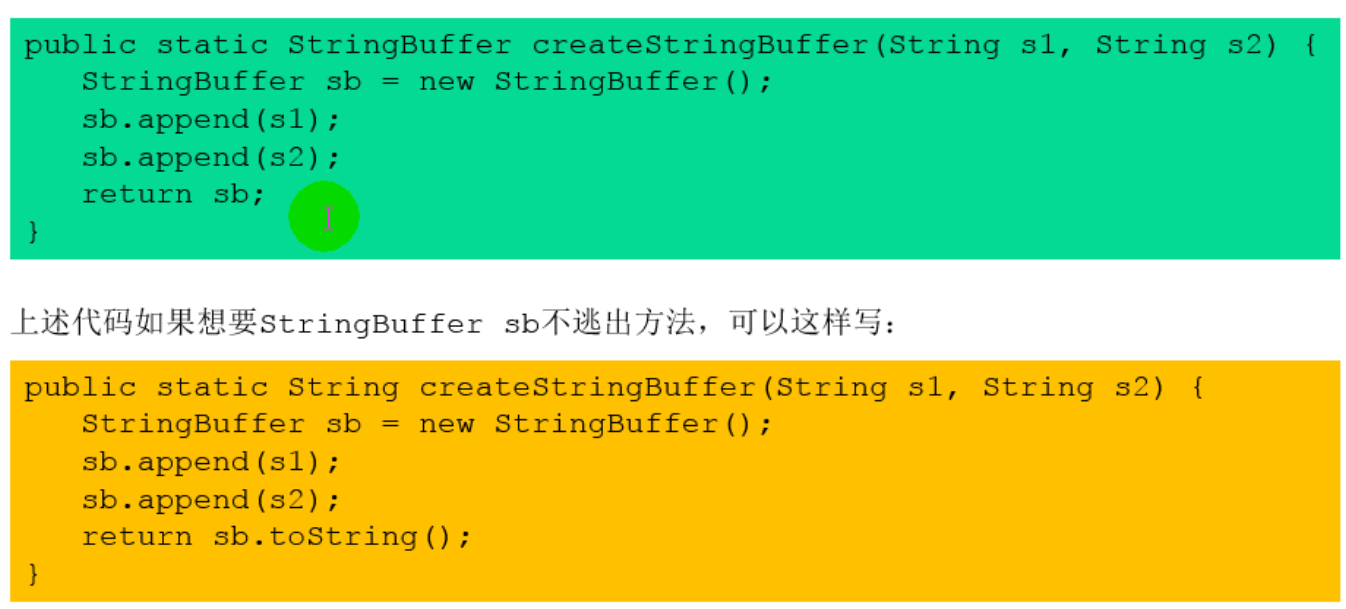 public static StringBuffer createStringBuffer(String s1, String s2) {
   StringBuffer sb = new StringBuffer();
   sb.append(s1);
   sb.append(s2);
   return sb;
}
上述代码如果想要StringBuffer sb不逃出方法，可以这样写：
public static String createStringBuffer(String s1, String s2) {
   StringBuffer sb = new StringBuffer();
   sb.append(s1);
   sb.append(s2);
   return sb.toString();
}